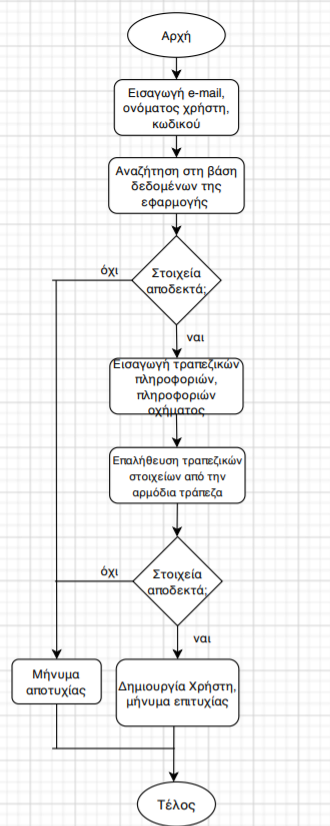 Αρχή
Εισαγωγή e-mail,
ονόματος χρήστη,
κωδικού
Αναζήτηση στη βάση
δεδομένων της
εφαρμογής
όχι
Στοιχεία
αποδεκτά;
ναι
Εισαγωγή τραπεζικών
πληροφοριών,
πληροφοριών
οχήματος
Επαλήθευση τραπεζικών
στοιχείων από την
αρμόδια τράπεζα
όχι
Στοιχεία
αποδεκτά;
ναι
Μήνυμα
αποτυχίας
Δημιουργία Χρήστη,
μήνυμα επιτυχίας
Τέλος